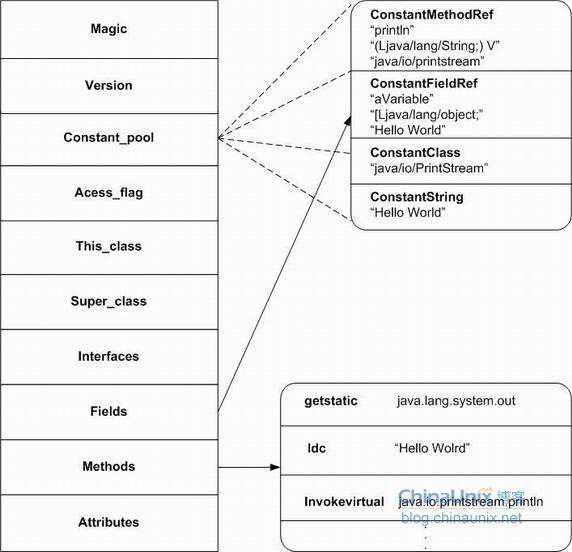 Magic
Version
Constant_pool
Acess_flag
This_class
Super_class
Interfaces
Fields
Methods
Attributes
ConstantMethodRef
“println”
“(Ljava/lang/String;) V”
“java/io/printstream”
ConstantFieldRef
“aVariable”
“[Ljava/lang/object;”
“Hello World”
ConstantClass
“java/io/PrintStream”
ConstantString
“Hello World”
getstatic java.lang.system.out
ldc “Hello Wolrd”
Invokevirtual java.io.printstream.println
ChinaUnix 博客
blog.chinaunix.net